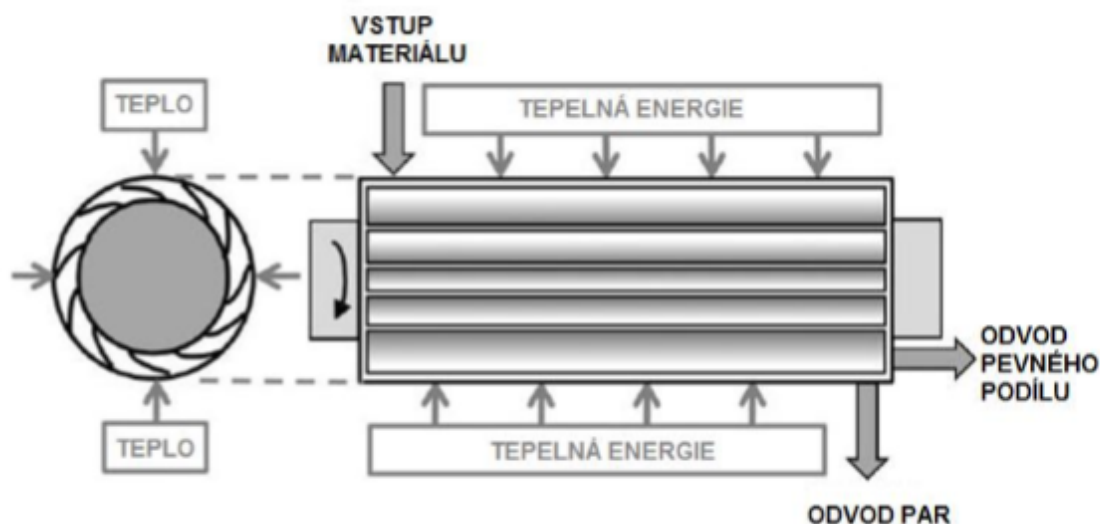 VSTUP
MATERIÁLU
TEPLO
TEPELNÁ ENERGIE
ODVOD
PEVNÉHO
PODÍLU
TEPLO
TEPELNÁ ENERGIE
ODVOD PAR